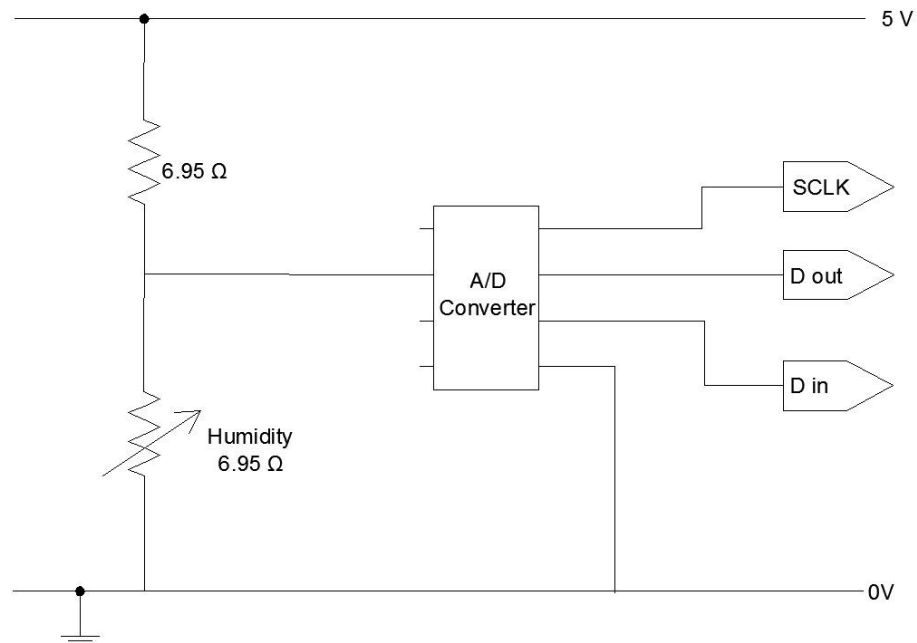 5 V
6.95 Ω
SCLK
A/D
Converter
D out
D in
Humidity
6.95 Ω
0V